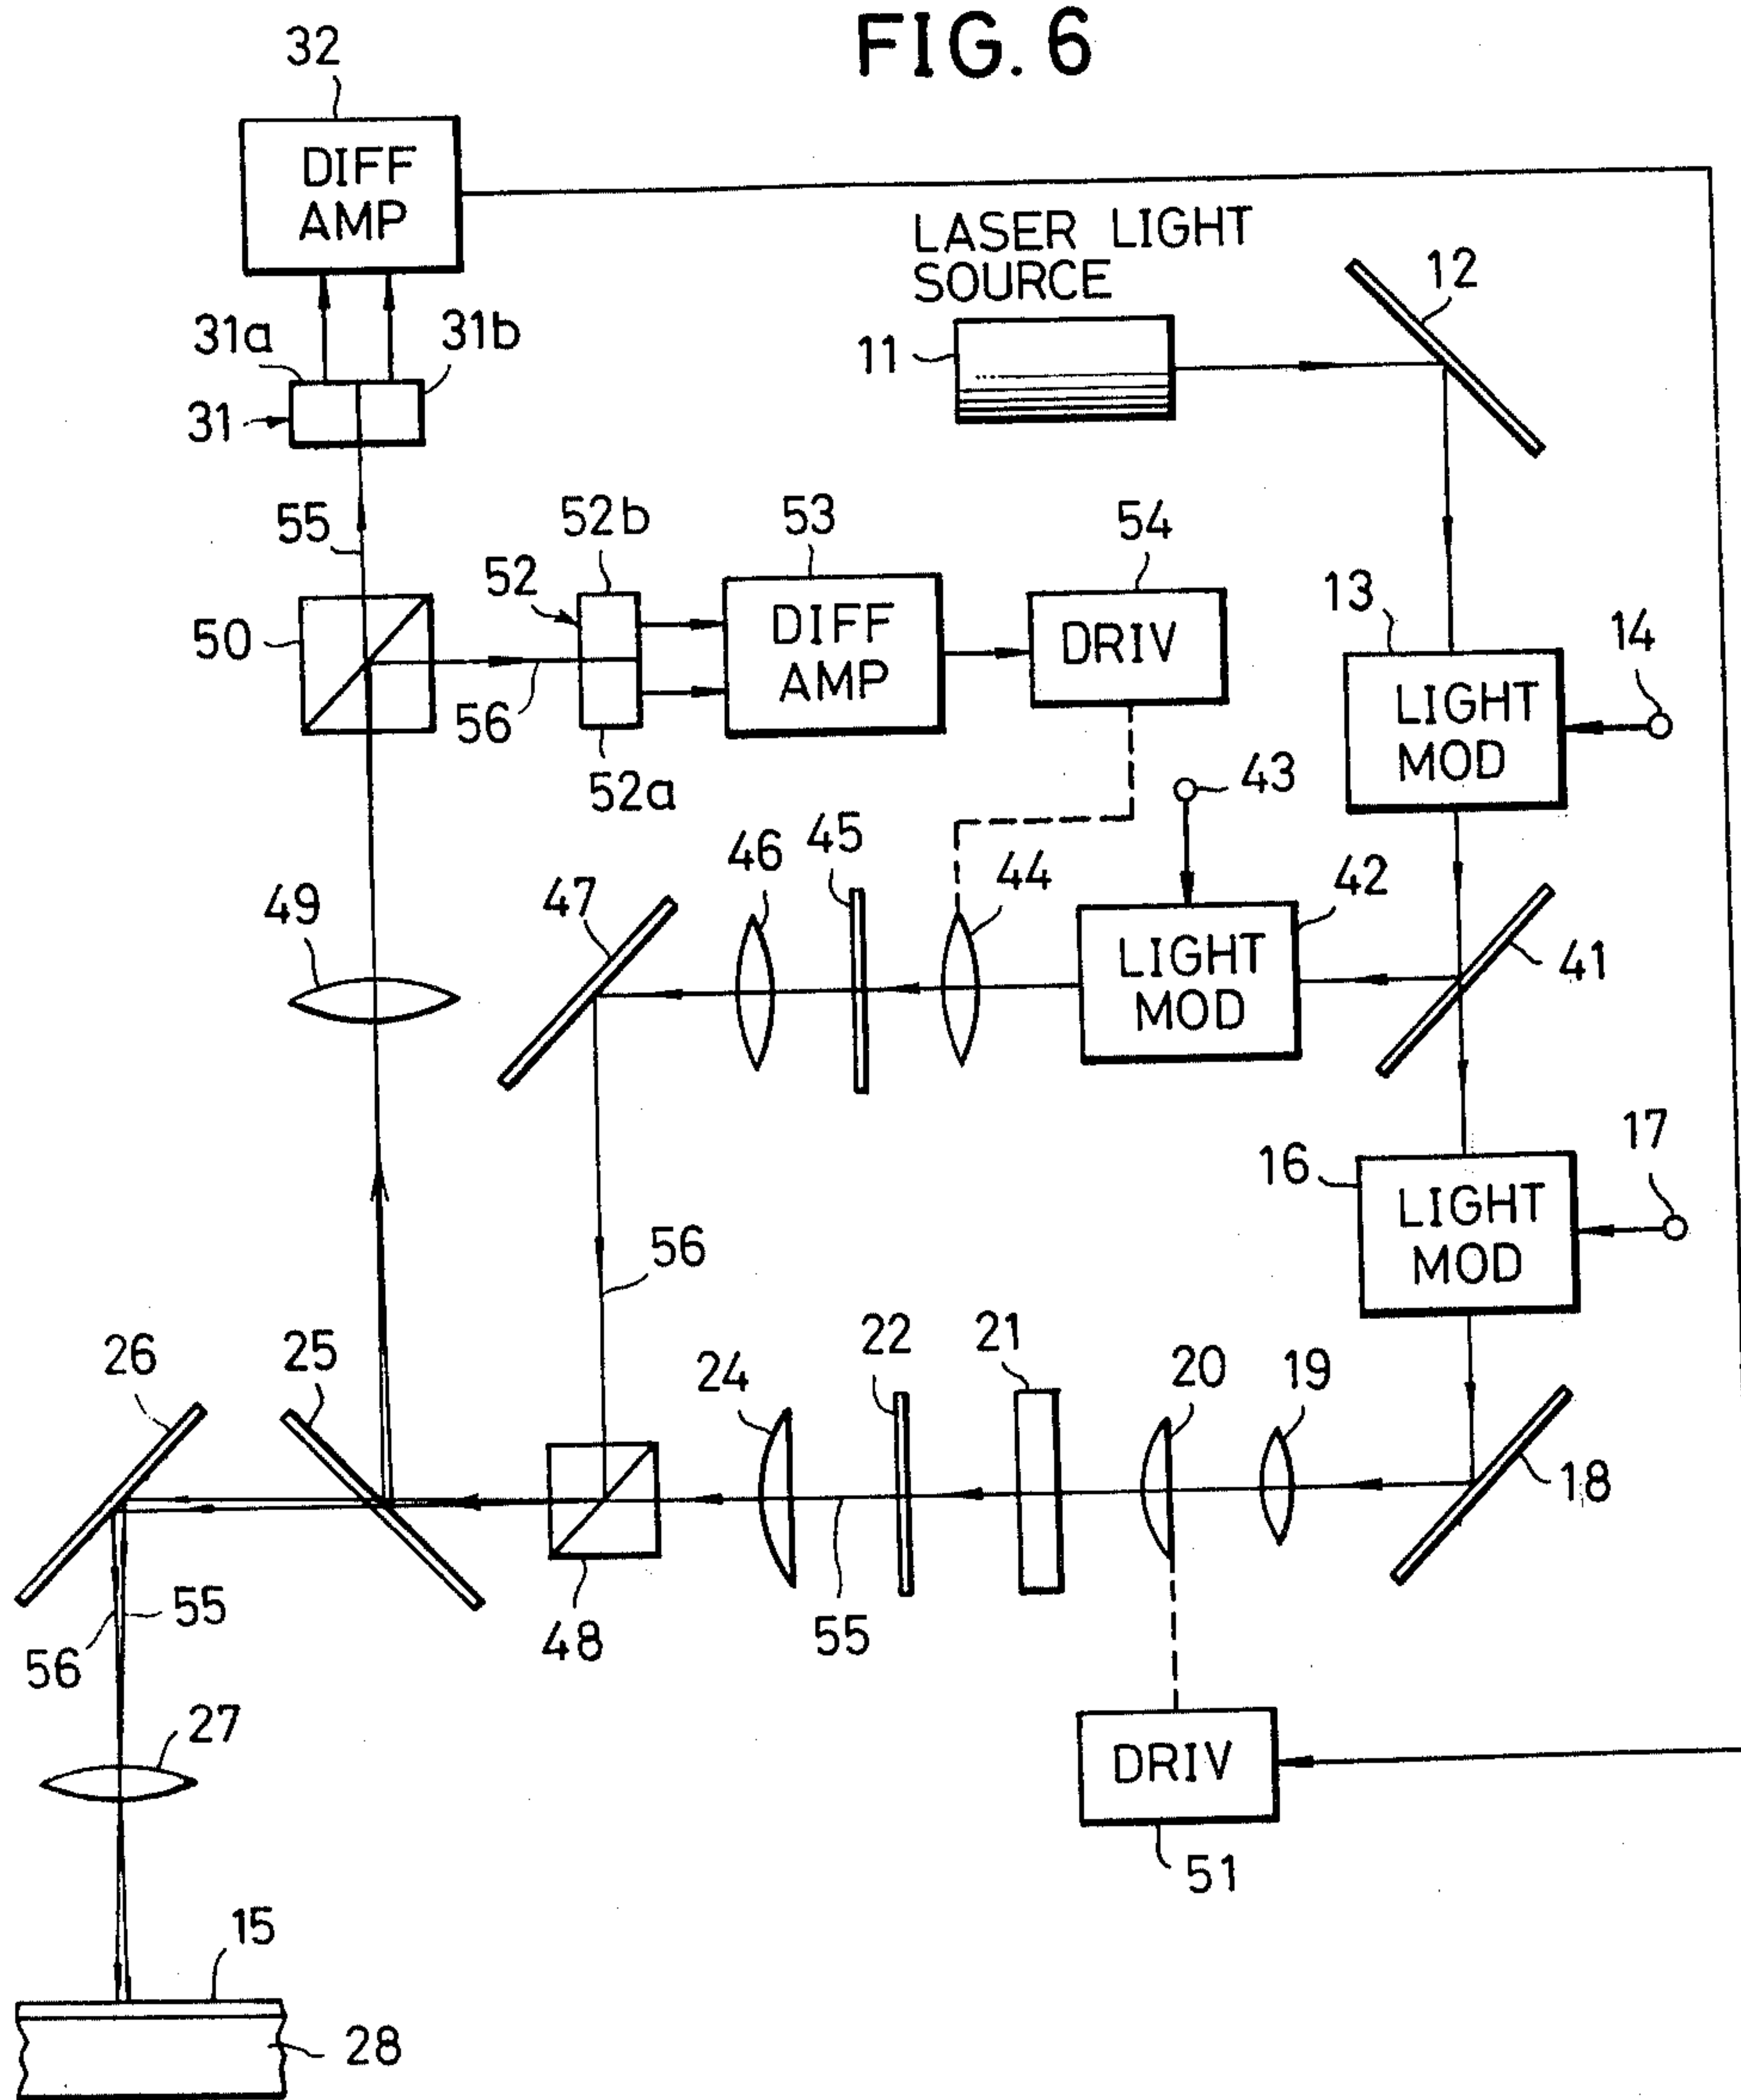 FIG. 6
32
DIFF
AMP
LASER LIGHT
SOURCE
12
31a
31b
11
31
55
52b
53
54
13
14
52
50
DIFF
AMP
DRIV
LIGHT
MOD
56
52a
43
46
45
44
42
47
49
LIGHT
MOD
41
17
16
LIGHT
MOD
56
26
25
24
22
21
20
19
18
55
56
48
55
27
DRIV
51
15
28